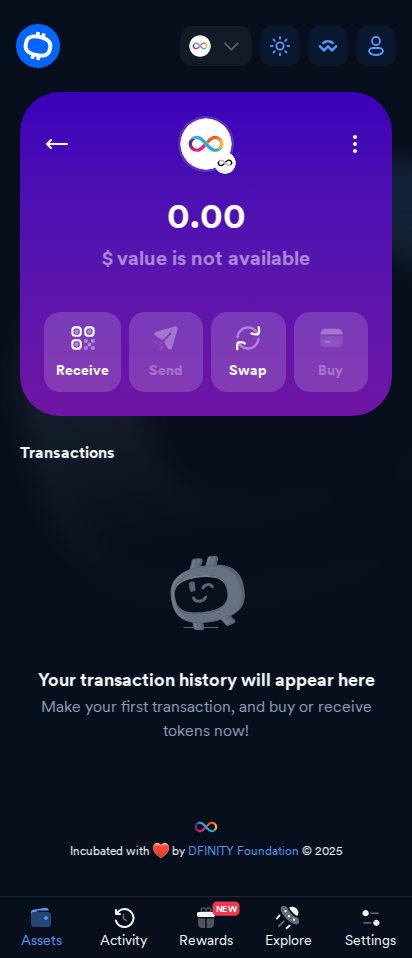 0.00
$ value is not available
Receive
Send
Swap
Buy
Transactions
Your transaction history will appear here
Make your first transaction, and buy or receive
tokens now!
Incubated with ❤️ by DFINITY Foundation © 2025
NEW
Assets
Activity
Rewards
Explore
Settings